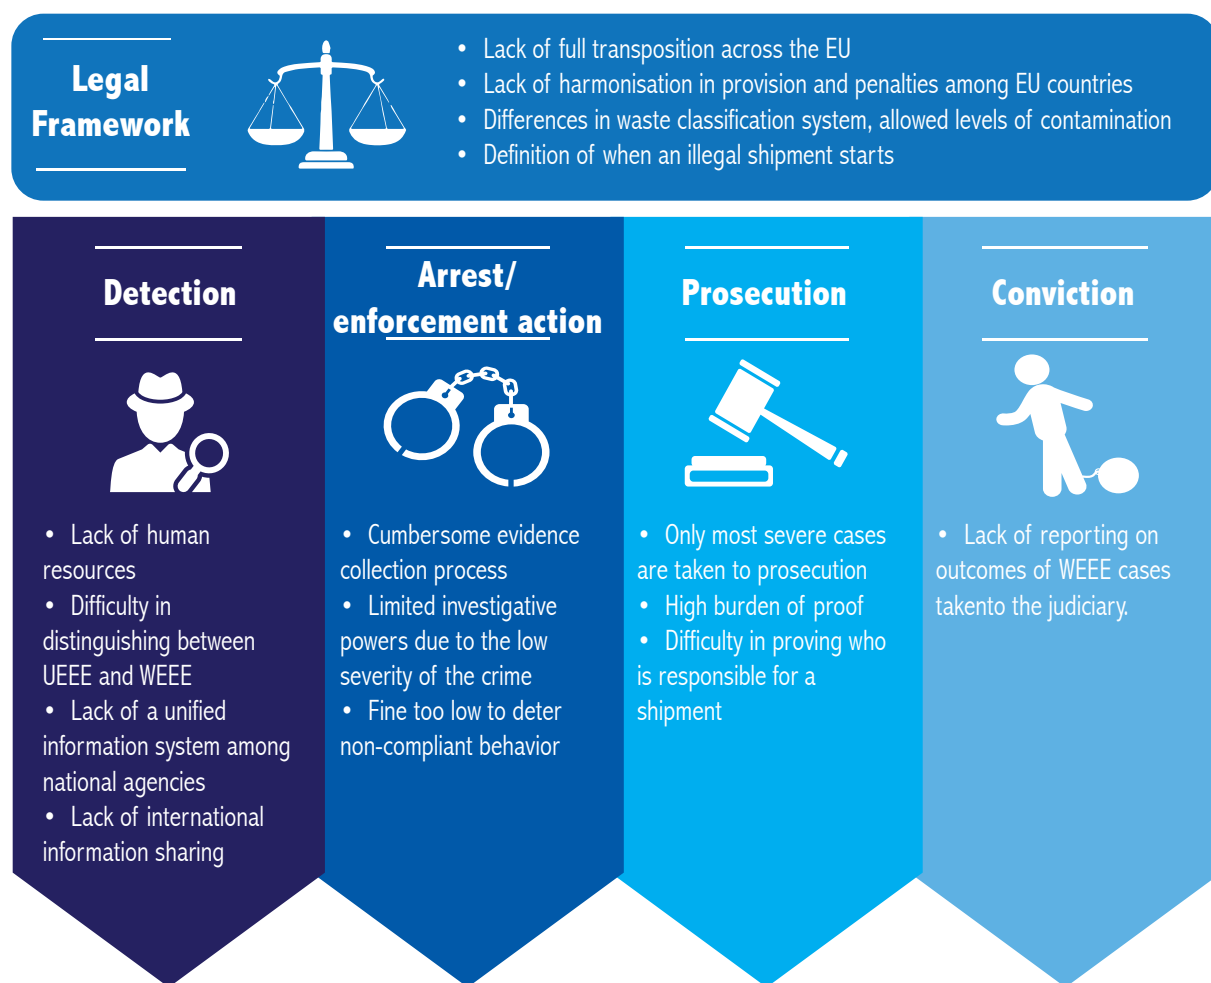 Legal
Framework
• Lack of full transposition across the EU
• Lack of harmonisation in provision and penalties among EU countries
• Differences in waste classification system, allowed levels of contamination
• Definition of when an illegal shipment starts
Detection
• Lack of human
resources
• Difficulty in
distinguishing between
UEEE and WEEE
• Lack of a unified
information system among
national agencies
• Lack of international
information sharing
Arrest/
enforcement action
• Cumbersome evidence
collection process
• Limited investigative
powers due to the low
severity of the crime
• Fine too low to deter
non-compliant behavior
Prosecution
• Only most severe cases
are taken to prosecution
• High burden of proof
• Difficulty in proving who
is responsible for a
shipment
Conviction
• Lack of reporting on
outcomes of WEEE cases
takento the judiciary.